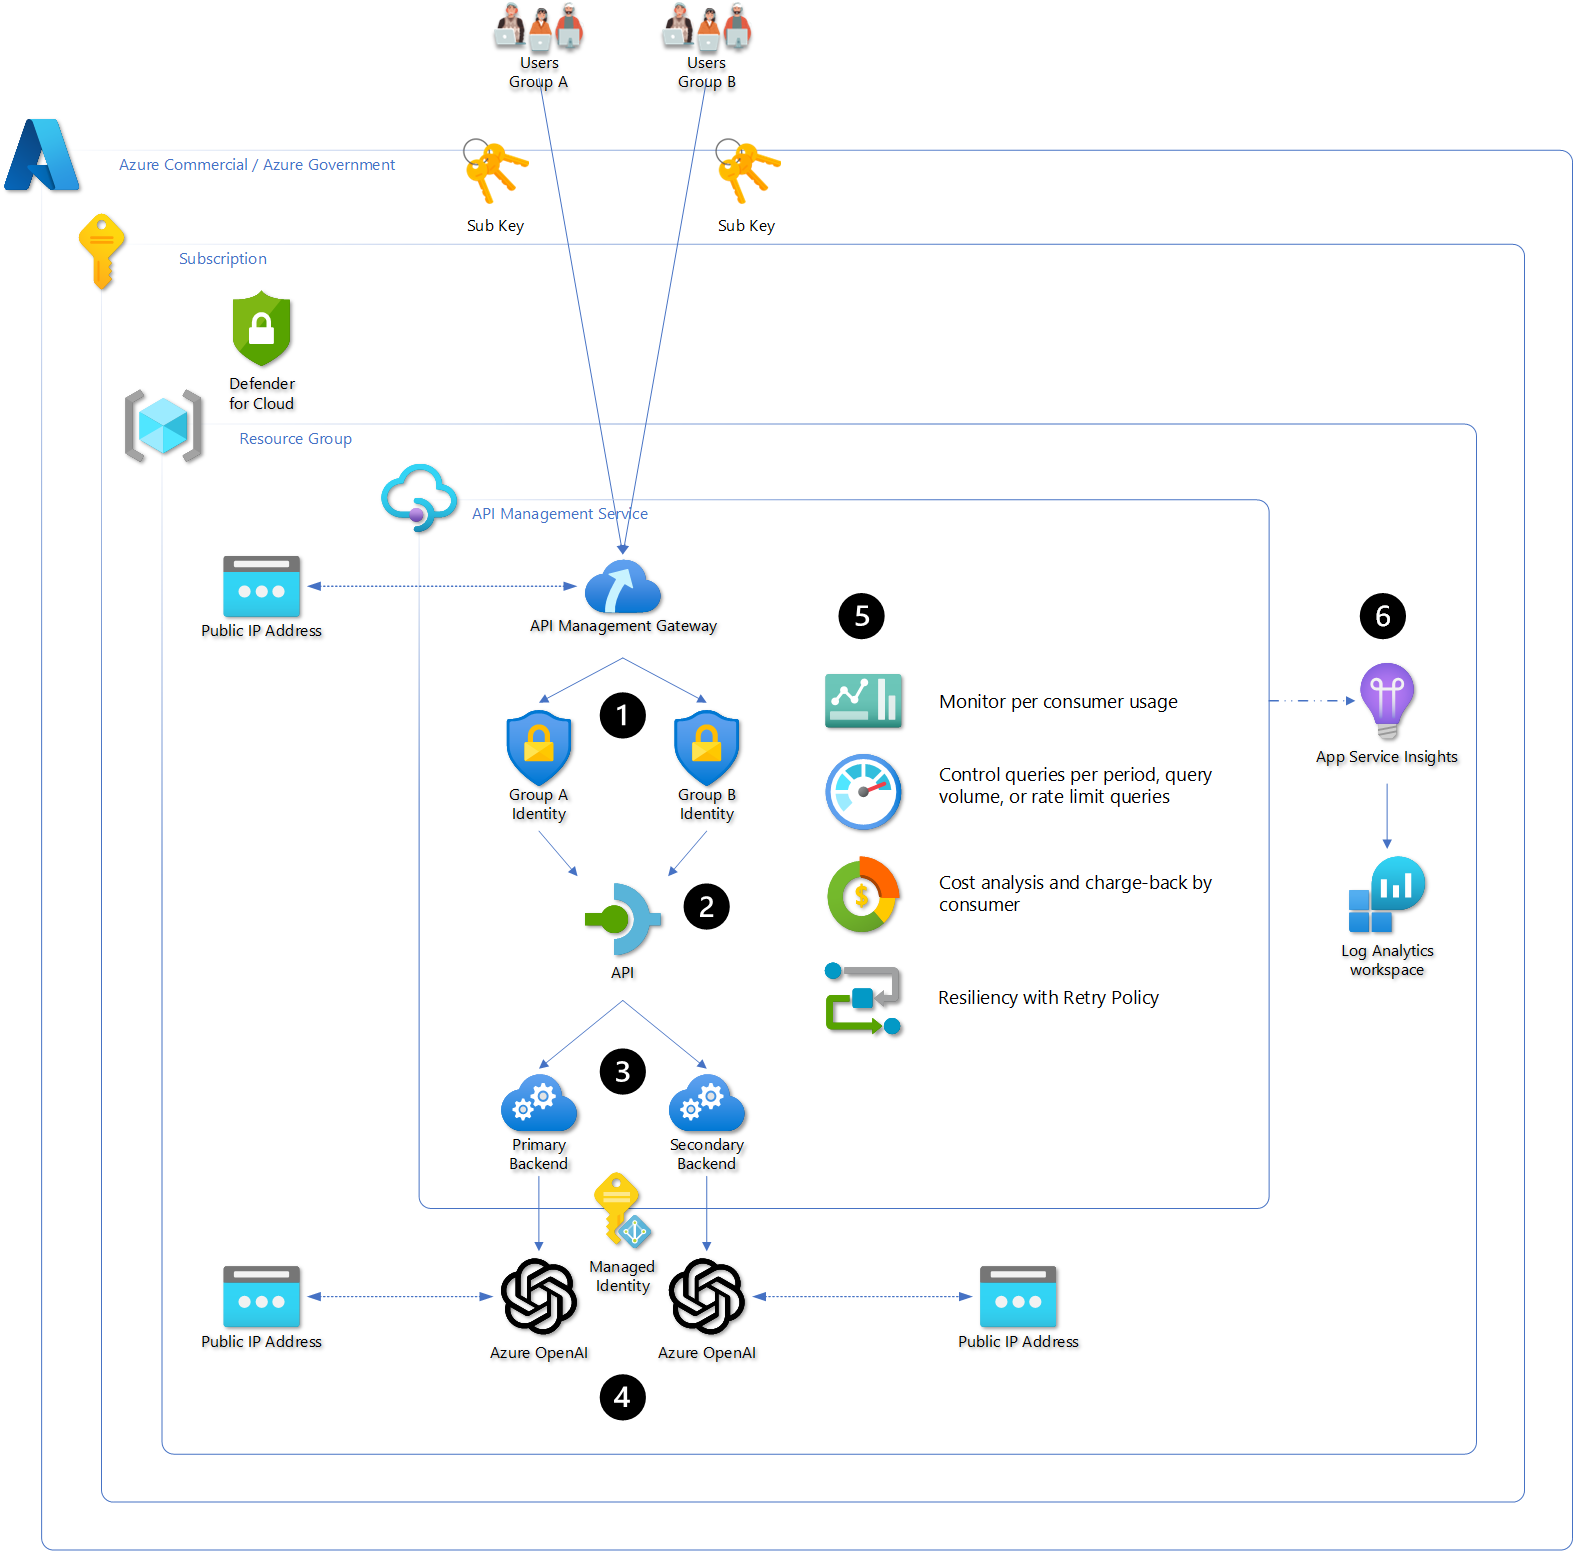 Users
Group A
Users
Group B
Azure Commercial / Azure Government
Sub Key
Sub Key
Subscription
Defender
for Cloud
Resource Group
API Management Service
Public IP Address
API Management Gateway
5
6
1
Monitor per consumer usage
App Service Insights
Control queries per period, query
volume, or rate limit queries
Group A
Identity
Group B
Identity
2
Cost analysis and charge-back by
consumer
$
API
Log Analytics
workspace
Resiliency with Retry Policy
3
Primary
Backend
Secondary
Backend
Managed
Identity
Public IP Address
Azure OpenAI
Azure OpenAI
Public IP Address
4